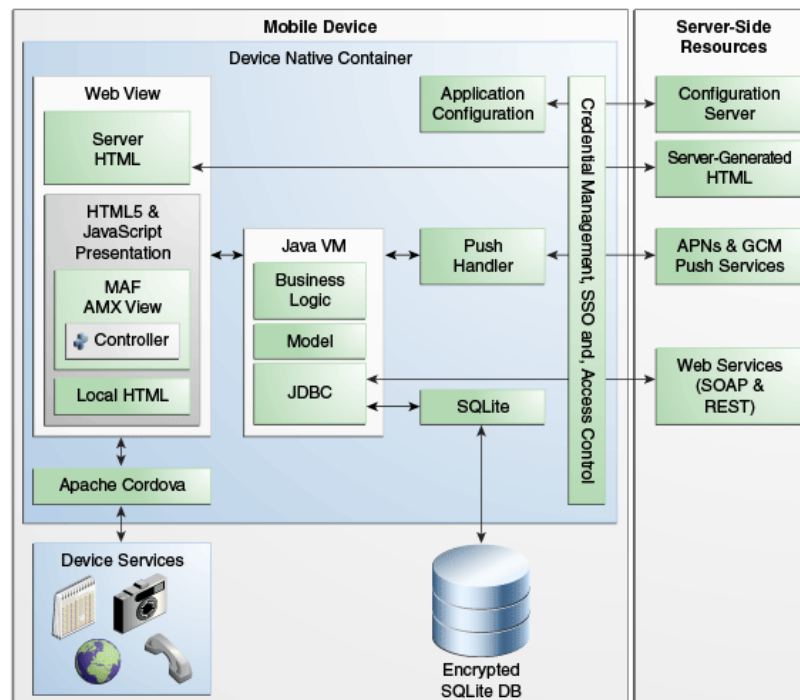 Mobile Device
Server-Side
Resources
Device Native Container
Web View
Server
HTML
HTML5 &
JavaScript
Presentation
MAF
AMX View
Controller
Local HTML
Apache Cordova
Device Services
Java VM
Business
Logic
Model
JDBC
Application
Configuration
Push
Handler
SQLite
Encrypted
SQLite DB
Credential Management, SSO and, Access Control
Configuration
Server
Server-Generated
HTML
APNs & GCM
Push Services
Web Services
(SOAP &
REST)